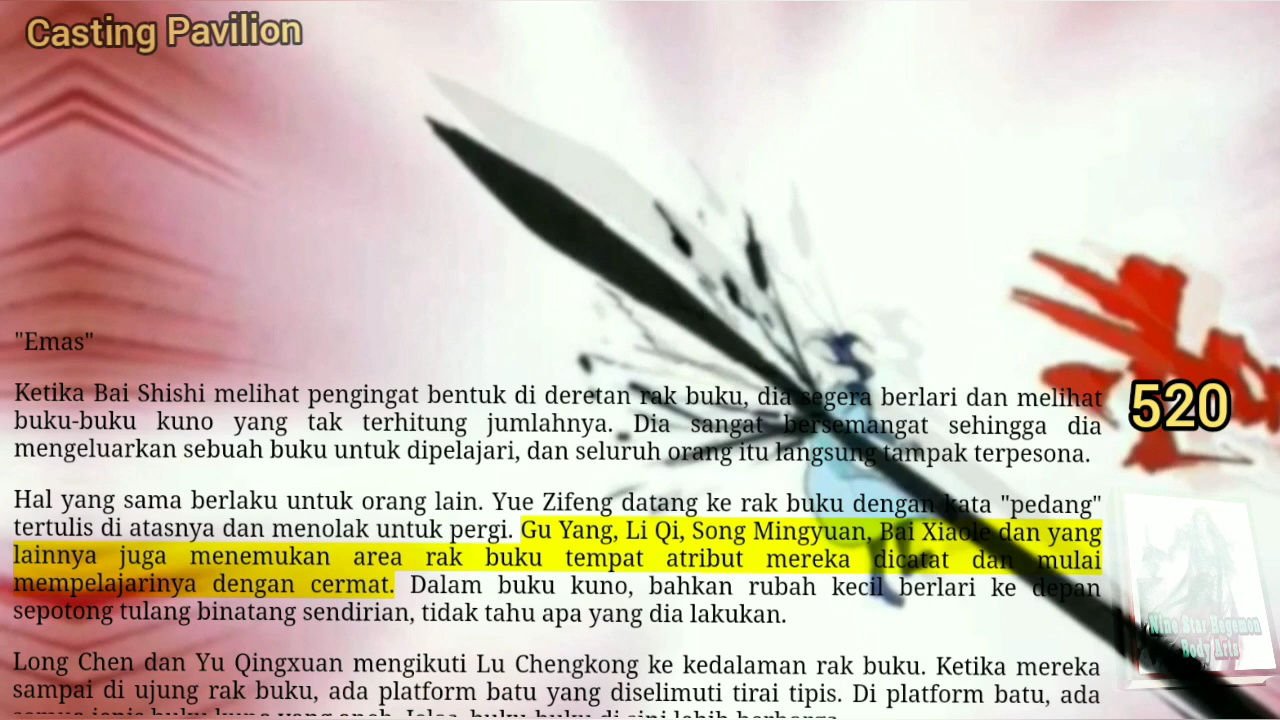 Casting Pavilion
"Emas"
Ketika Bai Shishi melihat pengingat bentuk di deretan rak buku, dia segera berlari dan melihat
buku-buku kuno yang tak terhitung jumlahnya. Dia sangat bersemangat sehingga dia
mengeluarkan sebuah buku untuk dipelajari, dan seluruh orang itu langsung tampak terpesona.
520
Hal yang sama berlaku untuk orang lain. Yue Zifeng datang ke rak buku dengan kata "pedang"
tertulis di atasnya dan menolak untuk pergi. Gu Yang, Li Qi, Song Mingyuan, Bai Xiaole dan yang
lainnya juga menemukan area rak buku tempat atribut mereka dicatat dan mulai
mempelajarinya dengan cermat. Dalam buku kuno, bahkan rubah kecil berlari ke depan
sepotong tulang binatang sendirian, tidak tahu apa yang dia lakukan.
Nine Star Hegemon
Body Arts
Long Chen dan Yu Qingxuan mengikuti Lu Chengkong ke kedalaman rak buku. Ketika mereka
sampai di ujung rak buku, ada platform batu yang diselimuti tirai tipis. Di platform batu, ada